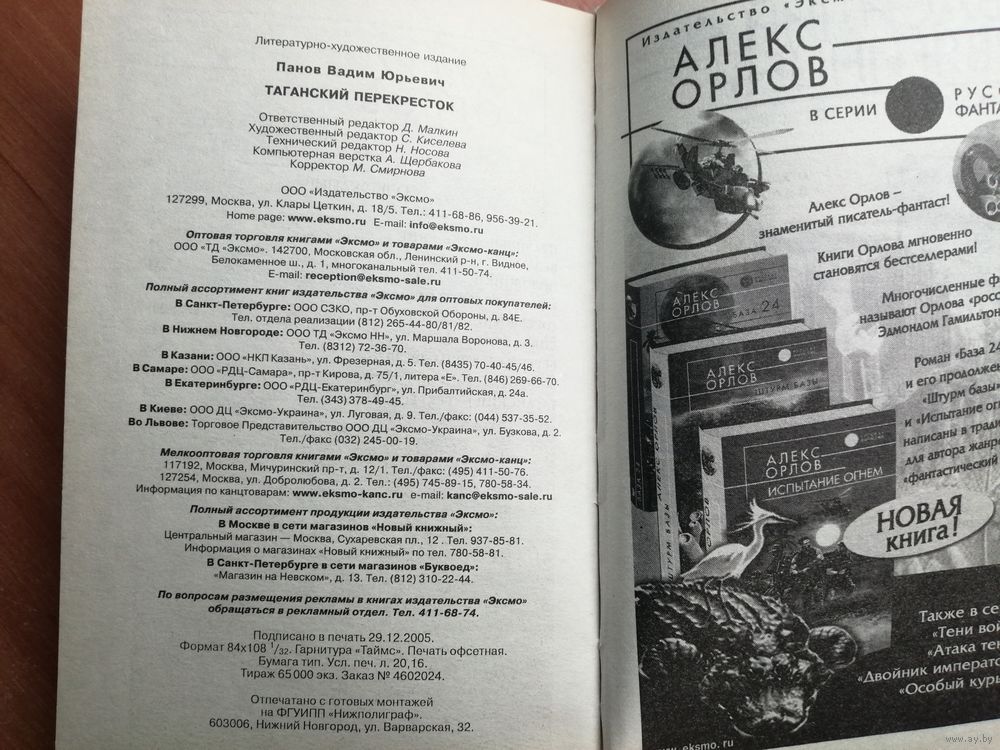 Литературно-художественное издание
Панов Вадим Юрьевич
ТАГАНСКИЙ ПЕРЕКРЕСТОК
Ответственный редактор Д. Малкин
Художественный редактор С. Киселева
Технический редактор Н. Носова
Компьютерная верстка А. Щербакова
Корректор М. Смирнова
ООО «Издательство «Эксмо»
127299, Москва, ул. Клары Цеткин, д. 18/5. Тел.: 411-68-86, 956-39-21.
Home page: www.eksmo.ru E-mail: info@eksmo.ru
Оптовая торговля книгами «Эксмо» и товарами «Эксмо-канц»:
ООО «ТД «Эксмо». 142700, Московская обл., Ленинский р-н, г. Видное,
Белокаменное ш., д. 1, многоканальный тел. 411-50-74.
E-mail: reception@eksmo-sale.ru
Полный ассортимент книг издательства «Эксмо» для оптовых покупателей:
В Санкт-Петербурге: ООО СЗКО, пр-т Обуховской Обороны, д. 84Е.
Тел. отдела реализации (812) 265-44-80/81/82.
В Нижнем Новгороде: ООО ТД «Эксмо НН», ул. Маршала Воронова, д. 3.
Тел. (8312) 72-36-70.
В Казани: ООО «НКП Казань», ул. Фрезерная, д. 5. Тел. (8435) 70-40-45/46.
В Самаре: ООО «РДЦ-Самара», пр-т Кирова, д. 75/1, литера «Е». Тел. (846) 269-66-70.
В Екатеринбурге: ООО «РДЦ-Екатеринбург», ул. Прибалтийская, д. 24а.
Тел. (343) 378-49-45.
В Киеве: ООО ДЦ «Эксмо-Украина», ул. Луговая, д. 9. Тел./факс: (044) 537-35-52.
Во Львове: Торговое Представительство ООО ДЦ «Эксмо-Украина», ул. Бузкова, д. 2.
Тел./факс (032) 245-00-19.
Мелкооптовая торговля книгами «Эксмо» и товарами «Эксмо-канц»:
117192, Москва, Мичуринский пр-т, д. 12/1. Тел./факс: (495) 411-50-76.
127254, Москва, ул. Добролюбова, д. 2. Тел.: (495) 745-89-15, 780-58-34.
Информация по канцтоварам: www.eksmo-kanc.ru e-mail: kanc@eksmo-sale.ru
Полный ассортимент продукции издательства «Эксмо»:
В Москве в сети магазинов «Новый книжный»:
Центральный магазин — Москва, Сухаревская пл., 12 . Тел. 937-85-81.
Информация о магазинах «Новый книжный» по тел. 780-58-81.
В Санкт-Петербурге в сети магазинов «Буквоед»:
«Магазин на Невском», д. 13. Тел. (812) 310-22-44.
По вопросам размещения рекламы в книгах издательства «Эксмо»
обращаться в рекламный отдел. Тел. 411-68-74.
Подписано в печать 29.12.2005.
Формат 84x108 1/32. Гарнитура «Таймс». Печать офсетная.
Бумага тип. Усл. печ. л. 20,16.
Тираж 65 000 экз. Заказ № 4602024.
Отпечатано с готовых монтажей
на ФГУИПП «Нижполиграф».
603006, Нижний Новгород, ул. Варварская, 32.
Издательство «Эксм
АЛЕКС
ОРЛОВ
В СЕРИИ
РУСС
ФАНТА
Алекс Орлов –
знаменитый писатель-фантаст!
Книги Орлова мгновенно
становятся бестселлерами!
Многочисленные ф
называют Орлова «росс
Эдмондом Гамильтон
Роман «База 24
и его продолже
«Штурм базы»
и «Испытание огн
написаны в тради
для автора жанре
«фантастический
АЛЕКС
ОРЛОВ
БАЗА 24
АЛЕКС
ОРЛОВ
ШТУРМ БАЗЫ
АЛЕКС
ОРЛОВ
ИСПЫТАНИЕ ОГНЕМ
ШТУРМ БАЗЫ
АЛЕКС ОРЛОВ
ОРЛОВ
НОВАЯ
книга!
Также в се
«Тени вой
«Атака тен
«Двойник императо
«Особый курь
www.eksmo.ru
www.ay.by